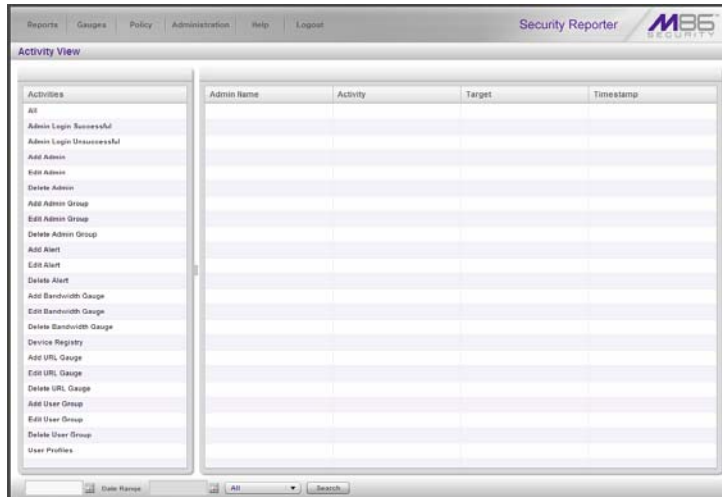 Reports Gauges Policy Administration Help Logout Security Reporter M86 SECURITY
Activity View
Activities Admin Name Activity Target Timestamp
All
Admin Login Successful
Admin Login Unsuccessful
Add Admin
Edit Admin
Delete Admin
Add Admin Group
Edit Admin Group
Delete Admin Group
Add Alert
Edit Alert
Delete Alert
Add Bandwidth Gauge
Edit Bandwidth Gauge
Delete Bandwidth Gauge
Device Registry
Add URL Gauge
Edit URL Gauge
Delete URL Gauge
Add User Group
Edit User Group
Delete User Group
User Profiles
Date Range All Search